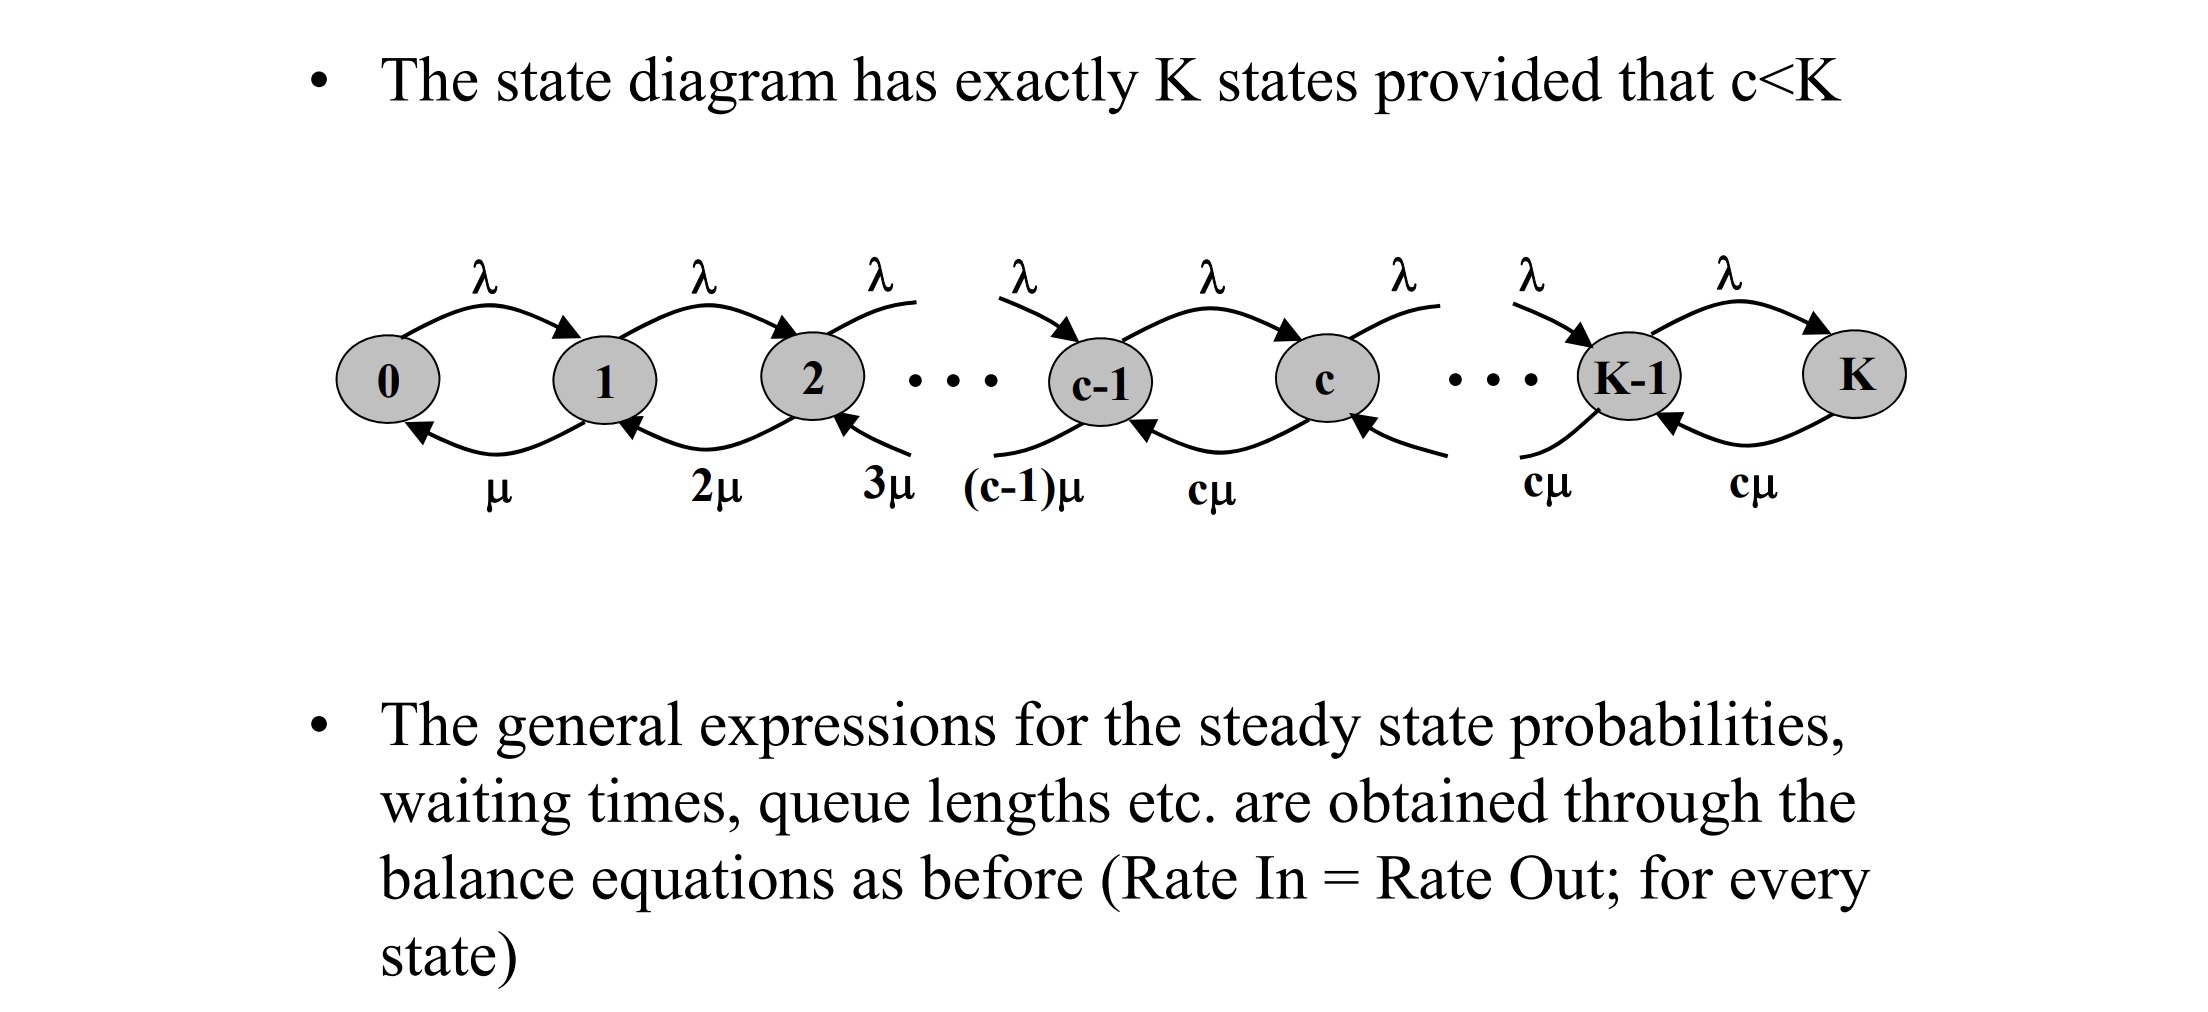 • The state diagram has exactly K states provided that c<K
λ λ λ λ λ λ λ λ
0 1 2 • • • c-1 c • • • K-1 K
μ 2μ 3μ (c-1)μ cμ cμ cμ
• The general expressions for the steady state probabilities,
waiting times, queue lengths etc. are obtained through the
balance equations as before (Rate In = Rate Out; for every
state)